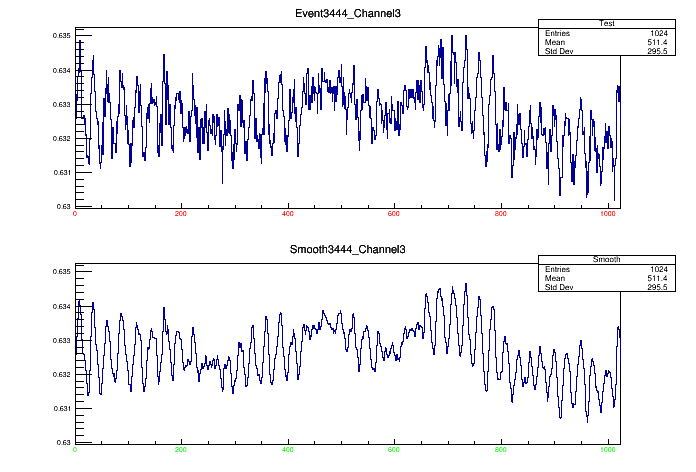 Event3444_Channel3
Test
Entries 1024
Mean 511.4
Std Dev 295.5
0.635
0.634
0.633
0.632
0.631
0.63
0 200 400 600 800 1000
Smooth3444_Channel3
Smooth
Entries 1024
Mean 511.4
Std Dev 295.5
0.635
0.634
0.633
0.632
0.631
0.63
0 200 400 600 800 1000